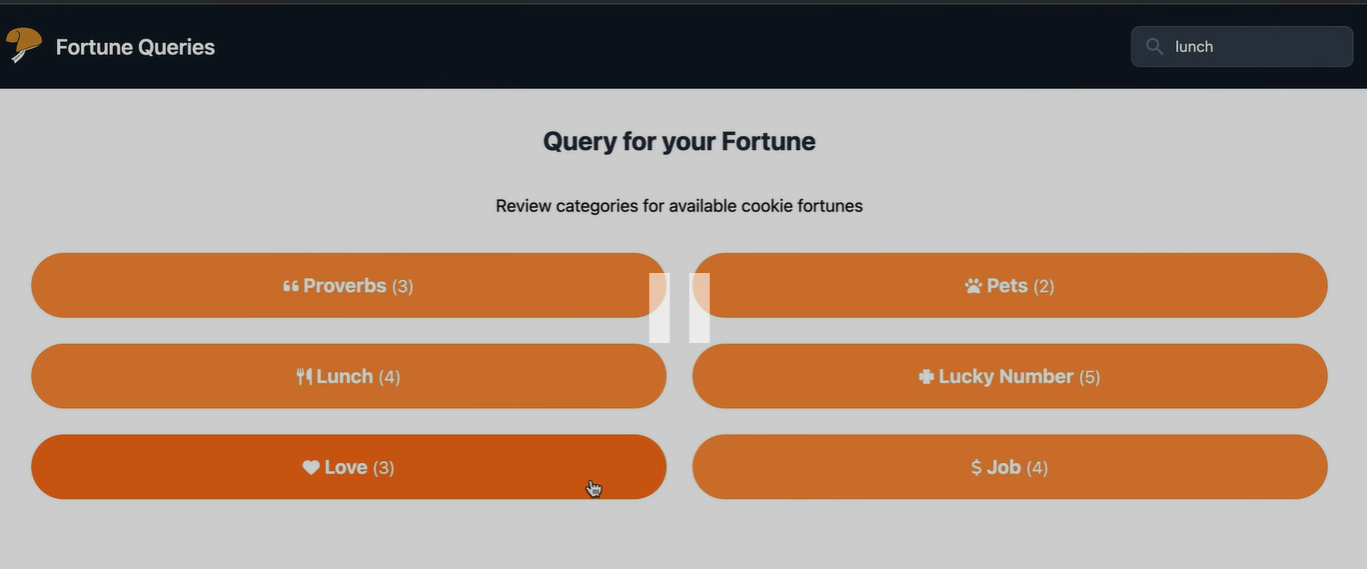 Fortune Queries
lunch
Query for your Fortune
Review categories for available cookie fortunes
Proverbs (3)
Pets (2)
Lunch (4)
Lucky Number (5)
Love (3)
$ Job (4)